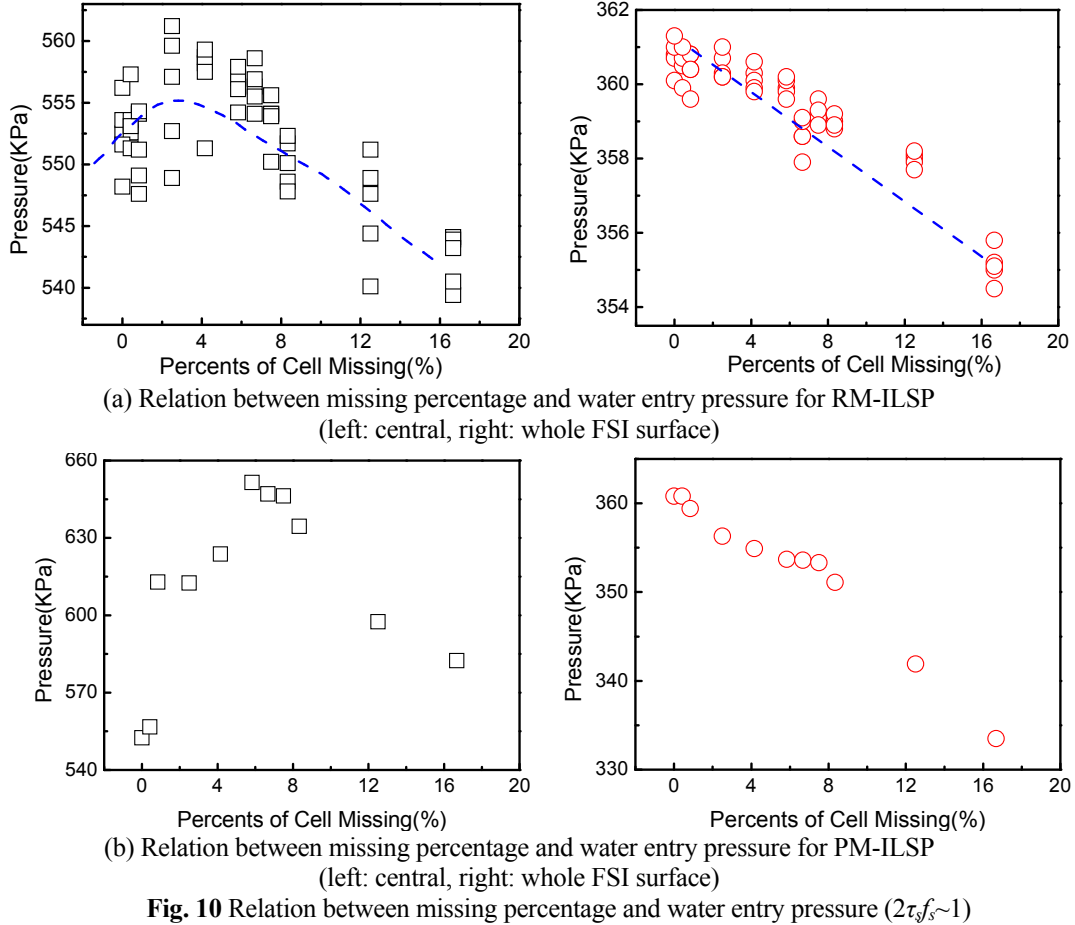 560
555
550
545
540
Pressure(KPa)
0 4 8 12 16 20
Percents of Cell Missing(%)
362
360
358
356
354
Pressure(KPa)
0 4 8 12 16 20
Percents of Cell Missing(%)
(a) Relation between missing percentage and water entry pressure for RM-ILSP
(left: central, right: whole FSI surface)
660
630
600
570
540
Pressure(KPa)
0 4 8 12 16 20
Percents of Cell Missing(%)
360
350
340
330
Pressure(KPa)
0 4 8 12 16 20
Percents of Cell Missing(%)
(b) Relation between missing percentage and water entry pressure for PM-ILSP
(left: central, right: whole FSI surface)
Fig. 10 Relation between missing percentage and water entry pressure (2τₛfₛ~1)